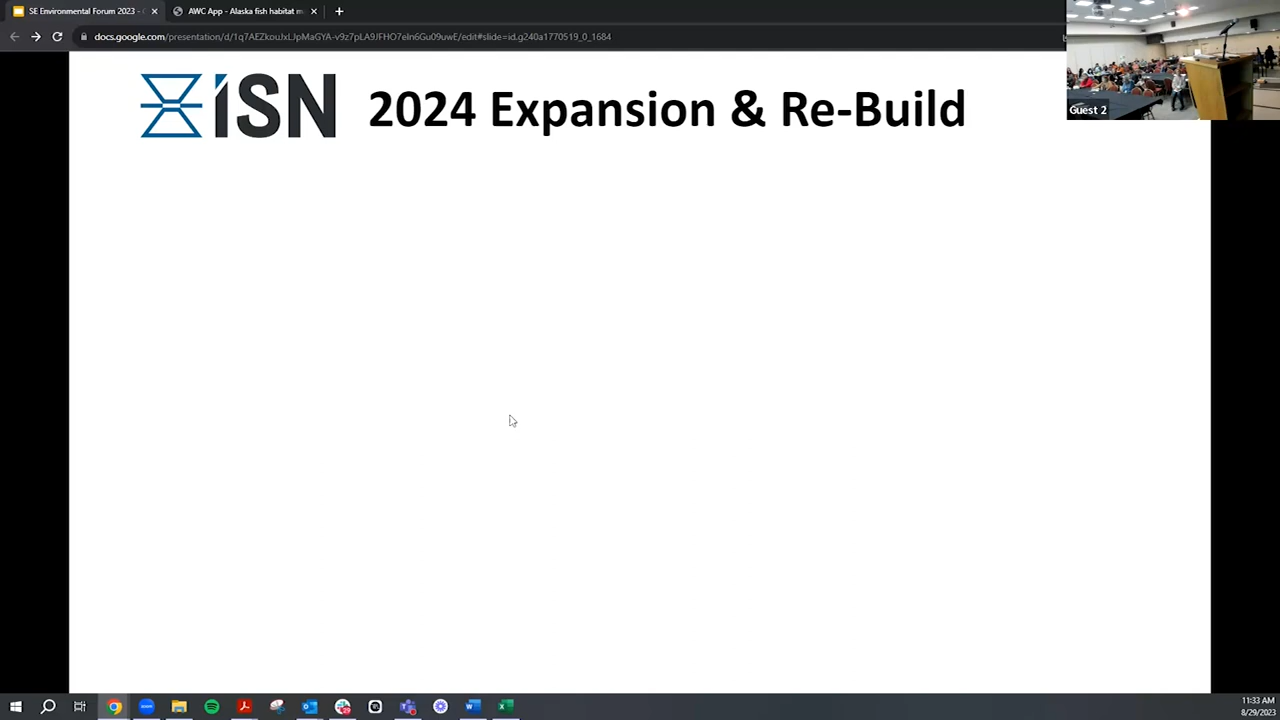 SE Environmental Forum 2023 -
AWC App - Alaska fish habitat m
docs.google.com/presentation/d/1q7AEZkouJxLJpMaGYA-v9z7pLA9JFHO7eln6Gu09uwE/edit#slide=id.g240a1770519_0_1684
Guest 2
iSN 2024 Expansion & Re-Build
11:33 AM
8/29/2023